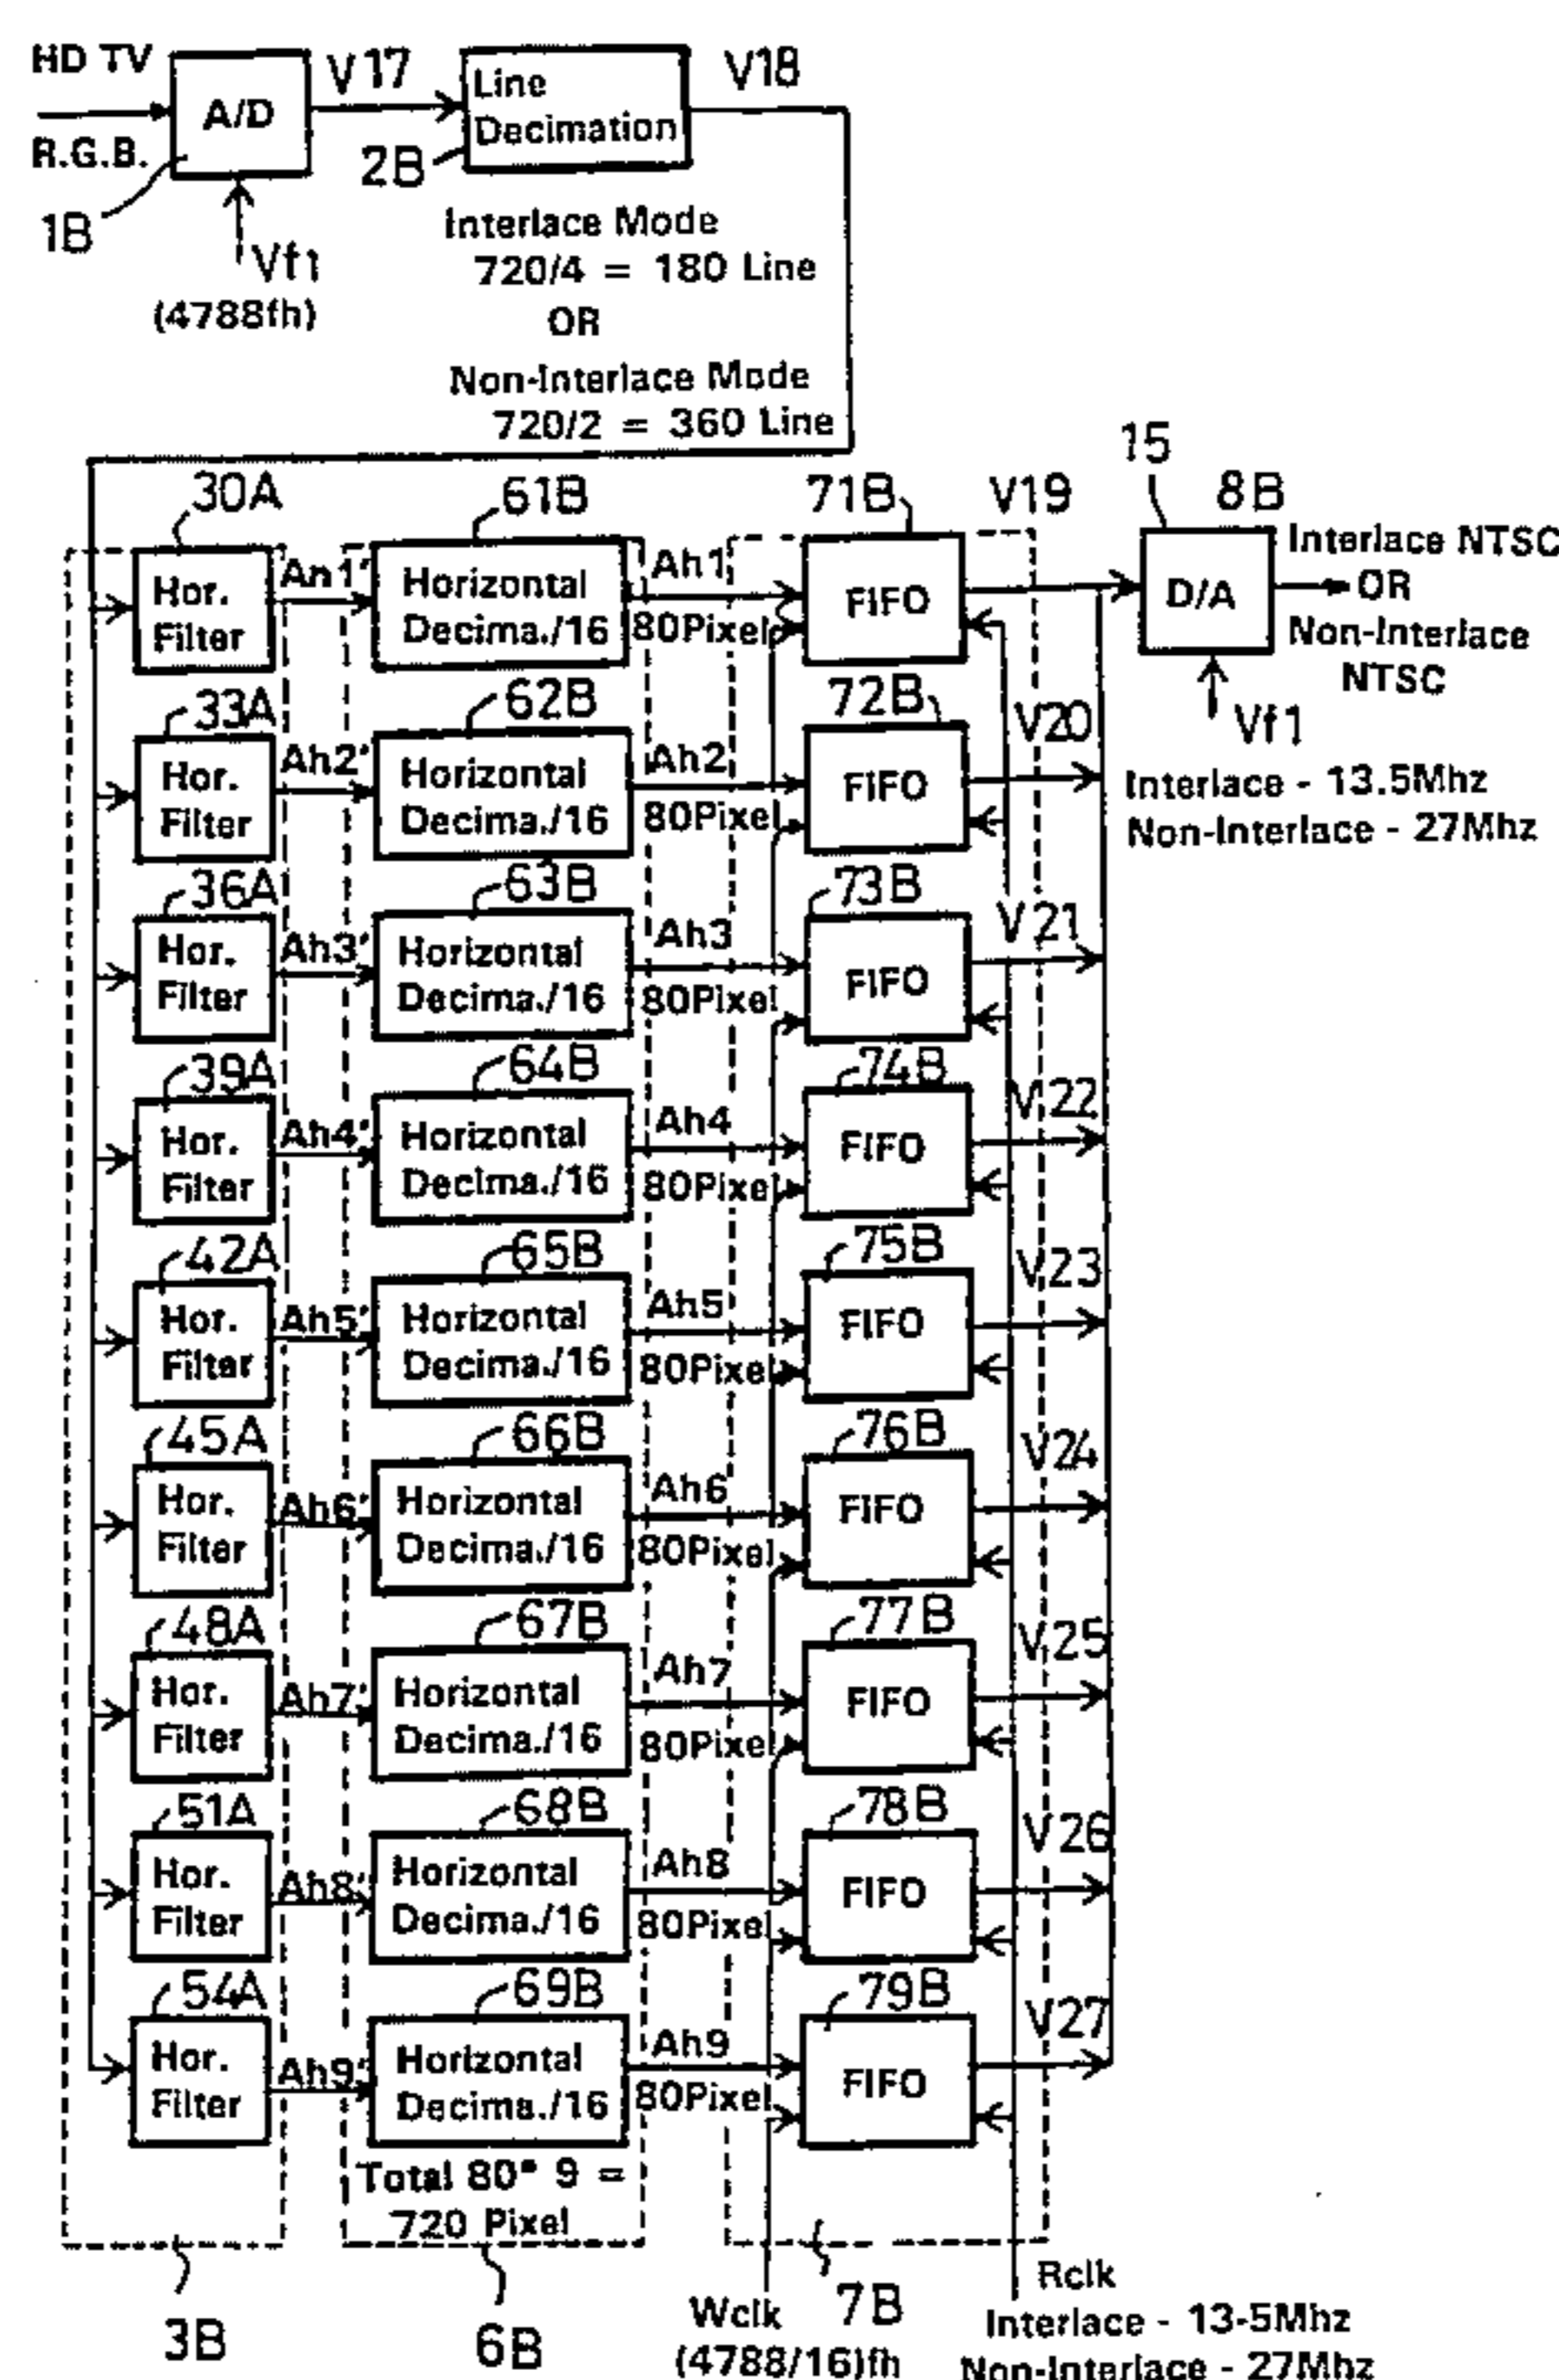 HD TV
R.G.B.
A/D
V17
Line
Decimation
V18
1B
2B
Vf1
(4788fh)
Interlace Mode
720/4 = 180 Line
OR
Non-Interlace Mode
720/2 = 360 Line
15
8B
30A
61B
71B
V19
Hor.
Filter
An1'
Horizontal
Decima./16
Ah1
80Pixel
FIFO
D/A
Interlace NTSC
OR
Non-Interlace
NTSC
Vf1
Interlace - 13.5Mhz
Non-Interlace - 27Mhz
33A
62B
72B
V20
Hor.
Filter
Ah2'
Horizontal
Decima./16
Ah2
80Pixel
FIFO
36A
63B
73B
V21
Hor.
Filter
Ah3'
Horizontal
Decima./16
Ah3
80Pixel
FIFO
39A
64B
74B
V22
Hor.
Filter
Ah4'
Horizontal
Decima./16
Ah4
80Pixel
FIFO
42A
65B
75B
V23
Hor.
Filter
Ah5'
Horizontal
Decima./16
Ah5
80Pixel
FIFO
45A
66B
76B
V24
Hor.
Filter
Ah6'
Horizontal
Decima./16
Ah6
80Pixel
FIFO
48A
67B
77B
V25
Hor.
Filter
Ah7'
Horizontal
Decima./16
Ah7
80Pixel
FIFO
51A
68B
78B
V26
Hor.
Filter
Ah8'
Horizontal
Decima./16
Ah8
80Pixel
FIFO
54A
69B
79B
V27
Hor.
Filter
Ah9'
Horizontal
Decima./16
Ah9
80Pixel
FIFO
Total 80* 9 =
720 Pixel
3B
6B
7B
Wclk
(4788/16)fh
Rclk
Interlace - 13-5Mhz
Non-Interlace - 27Mhz